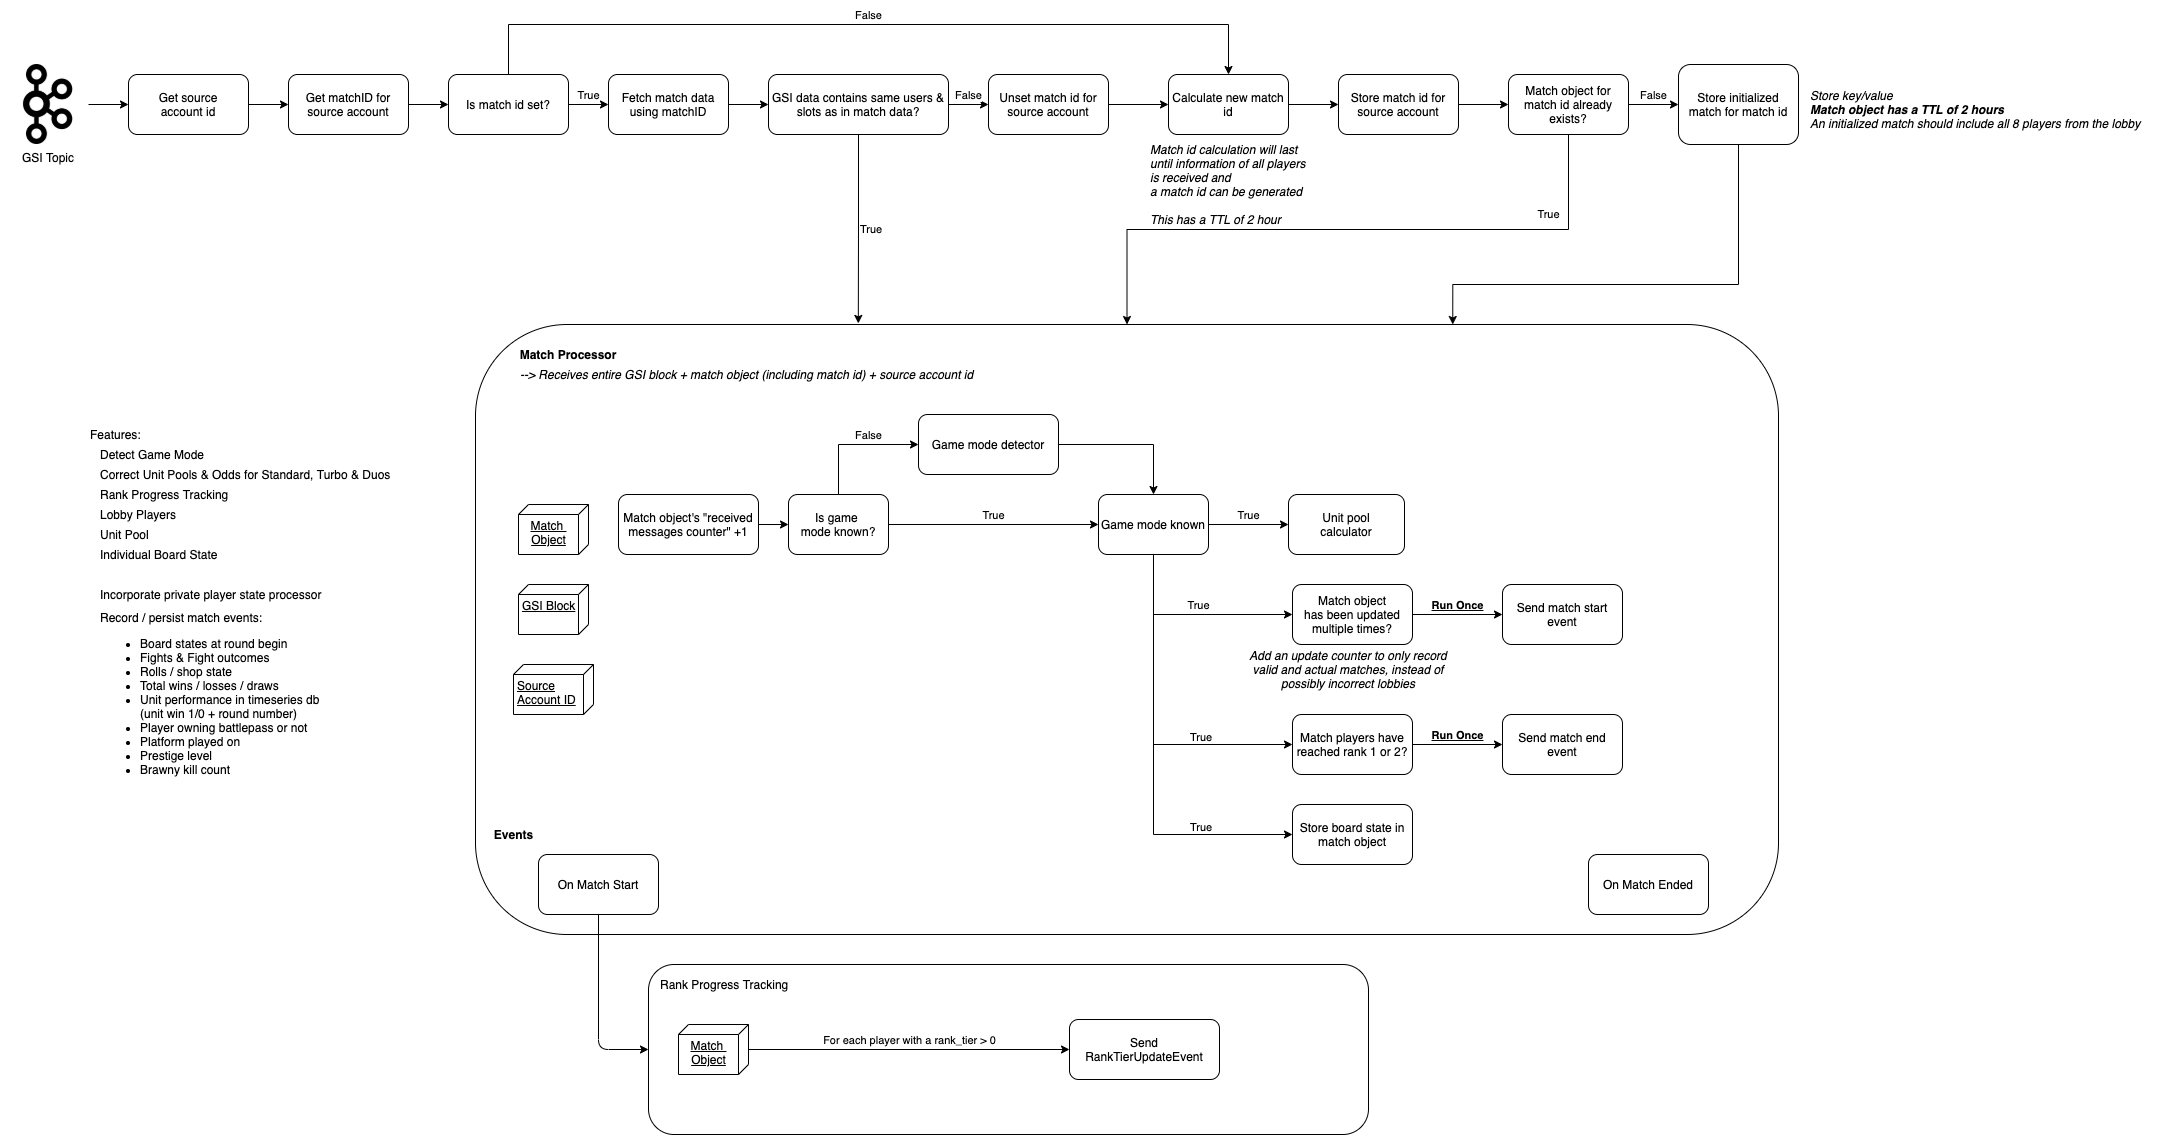 False
GSI Topic
Get source
account id
Get matchID for
source account
Is match id set?
True
Fetch match data
using matchID
GSI data contains same users &
slots as in match data?
False
Unset match id for
source account
Calculate new match
id
Store match id for
source account
Match object for
match id already
exists?
False
Store initialized
match for match id
Store key/value
Match object has a TTL of 2 hours
An initialized match should include all 8 players from the lobby
Match id calculation will last
until information of all players
is received and
a match id can be generated
This has a TTL of 2 hour
True
True
Match Processor
--> Receives entire GSI block + match object (including match id) + source account id
Features:
Detect Game Mode
Correct Unit Pools & Odds for Standard, Turbo & Duos
Rank Progress Tracking
Lobby Players
Unit Pool
Individual Board State
Incorporate private player state processor
Record / persist match events:
• Board states at round begin
• Fights & Fight outcomes
• Rolls / shop state
• Total wins / losses / draws
• Unit performance in timeseries db
(unit win 1/0 + round number)
• Player owning battlepass or not
• Platform played on
• Prestige level
• Brawny kill count
Match
Object
GSI Block
Source
Account ID
Match object's "received
messages counter" +1
Is game
mode known?
False
Game mode detector
True
Game mode known
True
Unit pool
calculator
True
Match object
has been updated
multiple times?
Run Once
Send match start
event
Add an update counter to only record
valid and actual matches, instead of
possibly incorrect lobbies
True
Match players have
reached rank 1 or 2?
Run Once
Send match end
event
True
Store board state in
match object
Events
On Match Start
On Match Ended
Rank Progress Tracking
Match
Object
For each player with a rank_tier > 0
Send
RankTierUpdateEvent